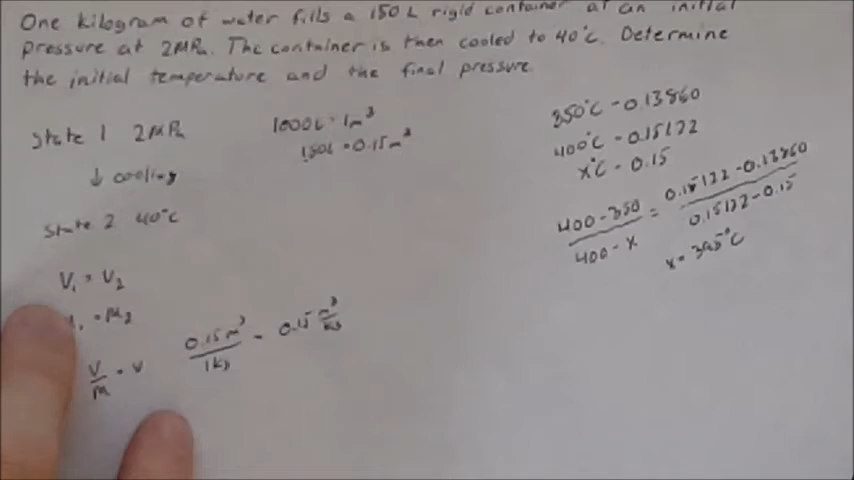 One kilogram of water fills a 150 L rigid container at an initial
pressure of 2MPa. The container is then cooled to 40°C. Determine
the initial temperature and the final pressure.
State 1 2MPa
↓ cooling
State 2 40°C
V₁ = V₂
= m₂
V/m = v
1000L = 1m³
150L = 0.15m³
0.15m³/1kg = 0.15 m³/kg
350°C - 0.13860
400°C - 0.15122
x°C - 0.15
(400-350)/(400-x) = (0.15122-0.13860)/(0.15122-0.15)
x = 395°C